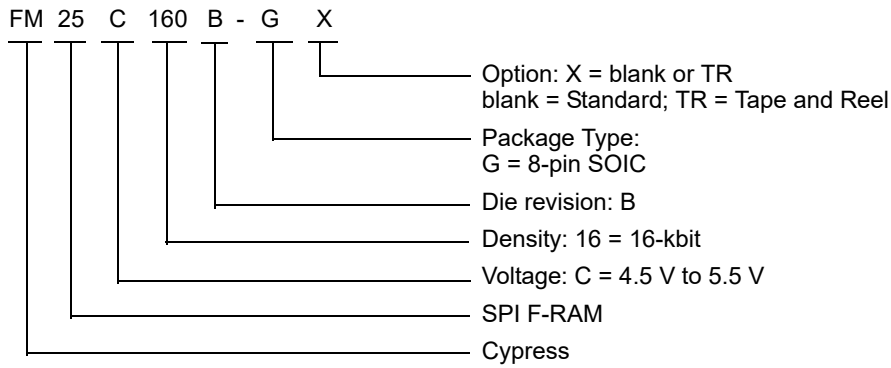 FM 25 C 160 B - G X
Option: X = blank or TR
blank = Standard; TR = Tape and Reel
Package Type:
G = 8-pin SOIC
Die revision: B
Density: 16 = 16-kbit
Voltage: C = 4.5 V to 5.5 V
SPI F-RAM
Cypress